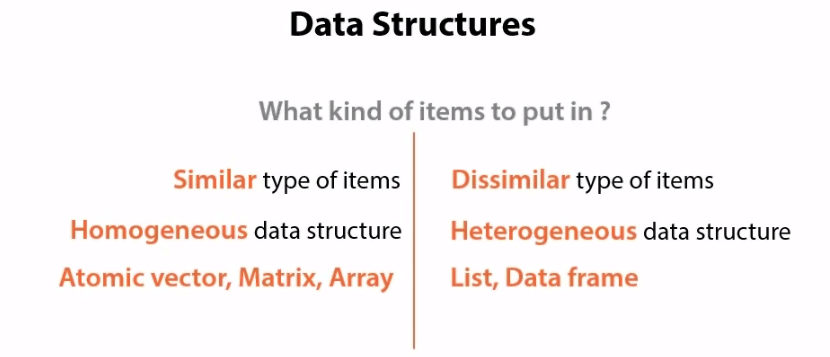 Data Structures
What kind of items to put in ?
Similar type of items
Homogeneous data structure
Atomic vector, Matrix, Array
Dissimilar type of items
Heterogeneous data structure
List, Data frame